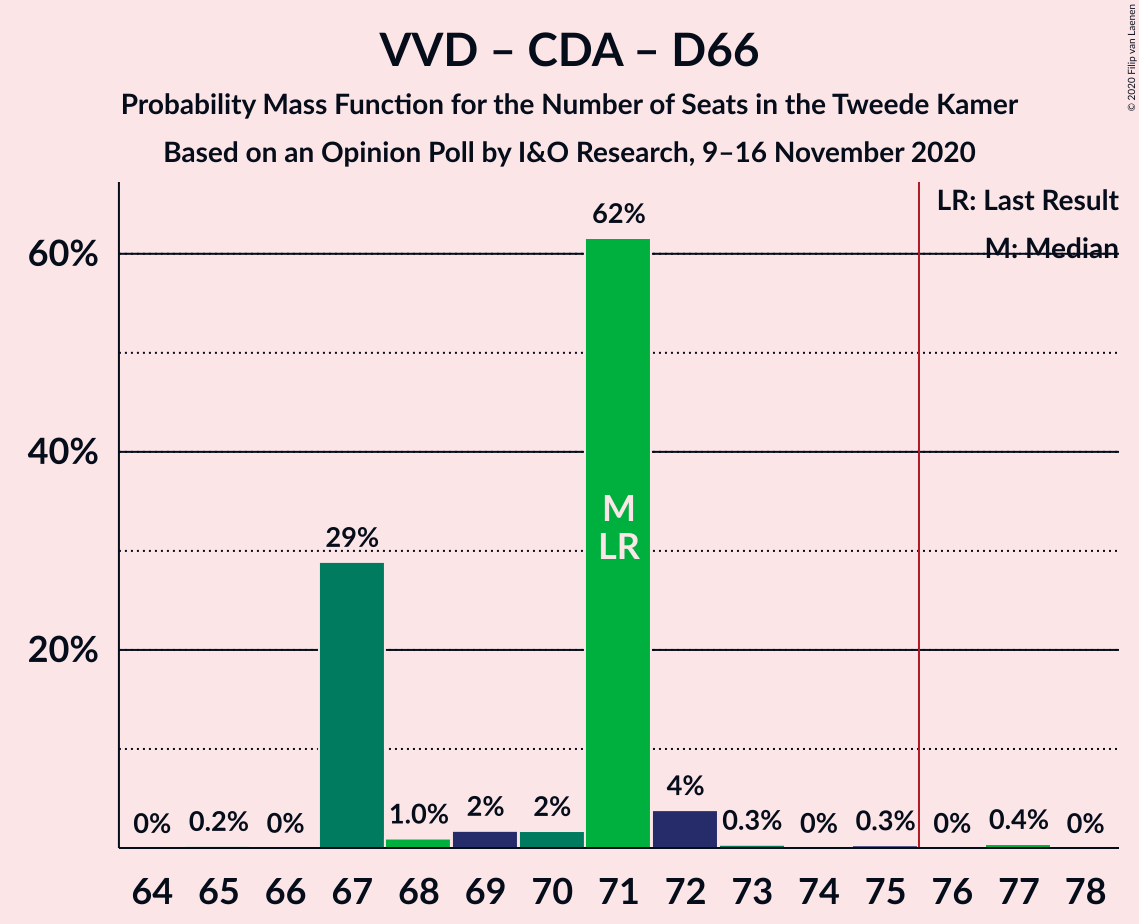 VVD – CDA – D66
Probability Mass Function for the Number of Seats in the Tweede Kamer
Based on an Opinion Poll by I&O Research, 9–16 November 2020
© 2020 Filip van Laenen
LR: Last Result
M: Median
60%
40%
20%
0% 0.2% 0% 29% 1.0% 2% 2% 62% 4% 0.3% 0% 0.3% 0% 0.4% 0%
M
LR
64 65 66 67 68 69 70 71 72 73 74 75 76 77 78